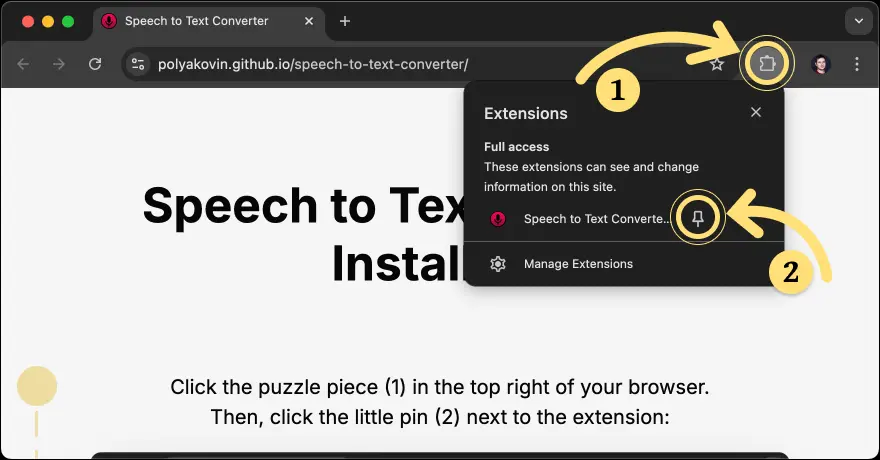 Speech to Text Converter
polyakovin.github.io/speech-to-text-converter/
1
Extensions
Full access
These extensions can see and change
information on this site.
Speech to Text Converte...
2
Manage Extensions
Speech to Tex
Install
Click the puzzle piece (1) in the top right of your browser.
Then, click the little pin (2) next to the extension: